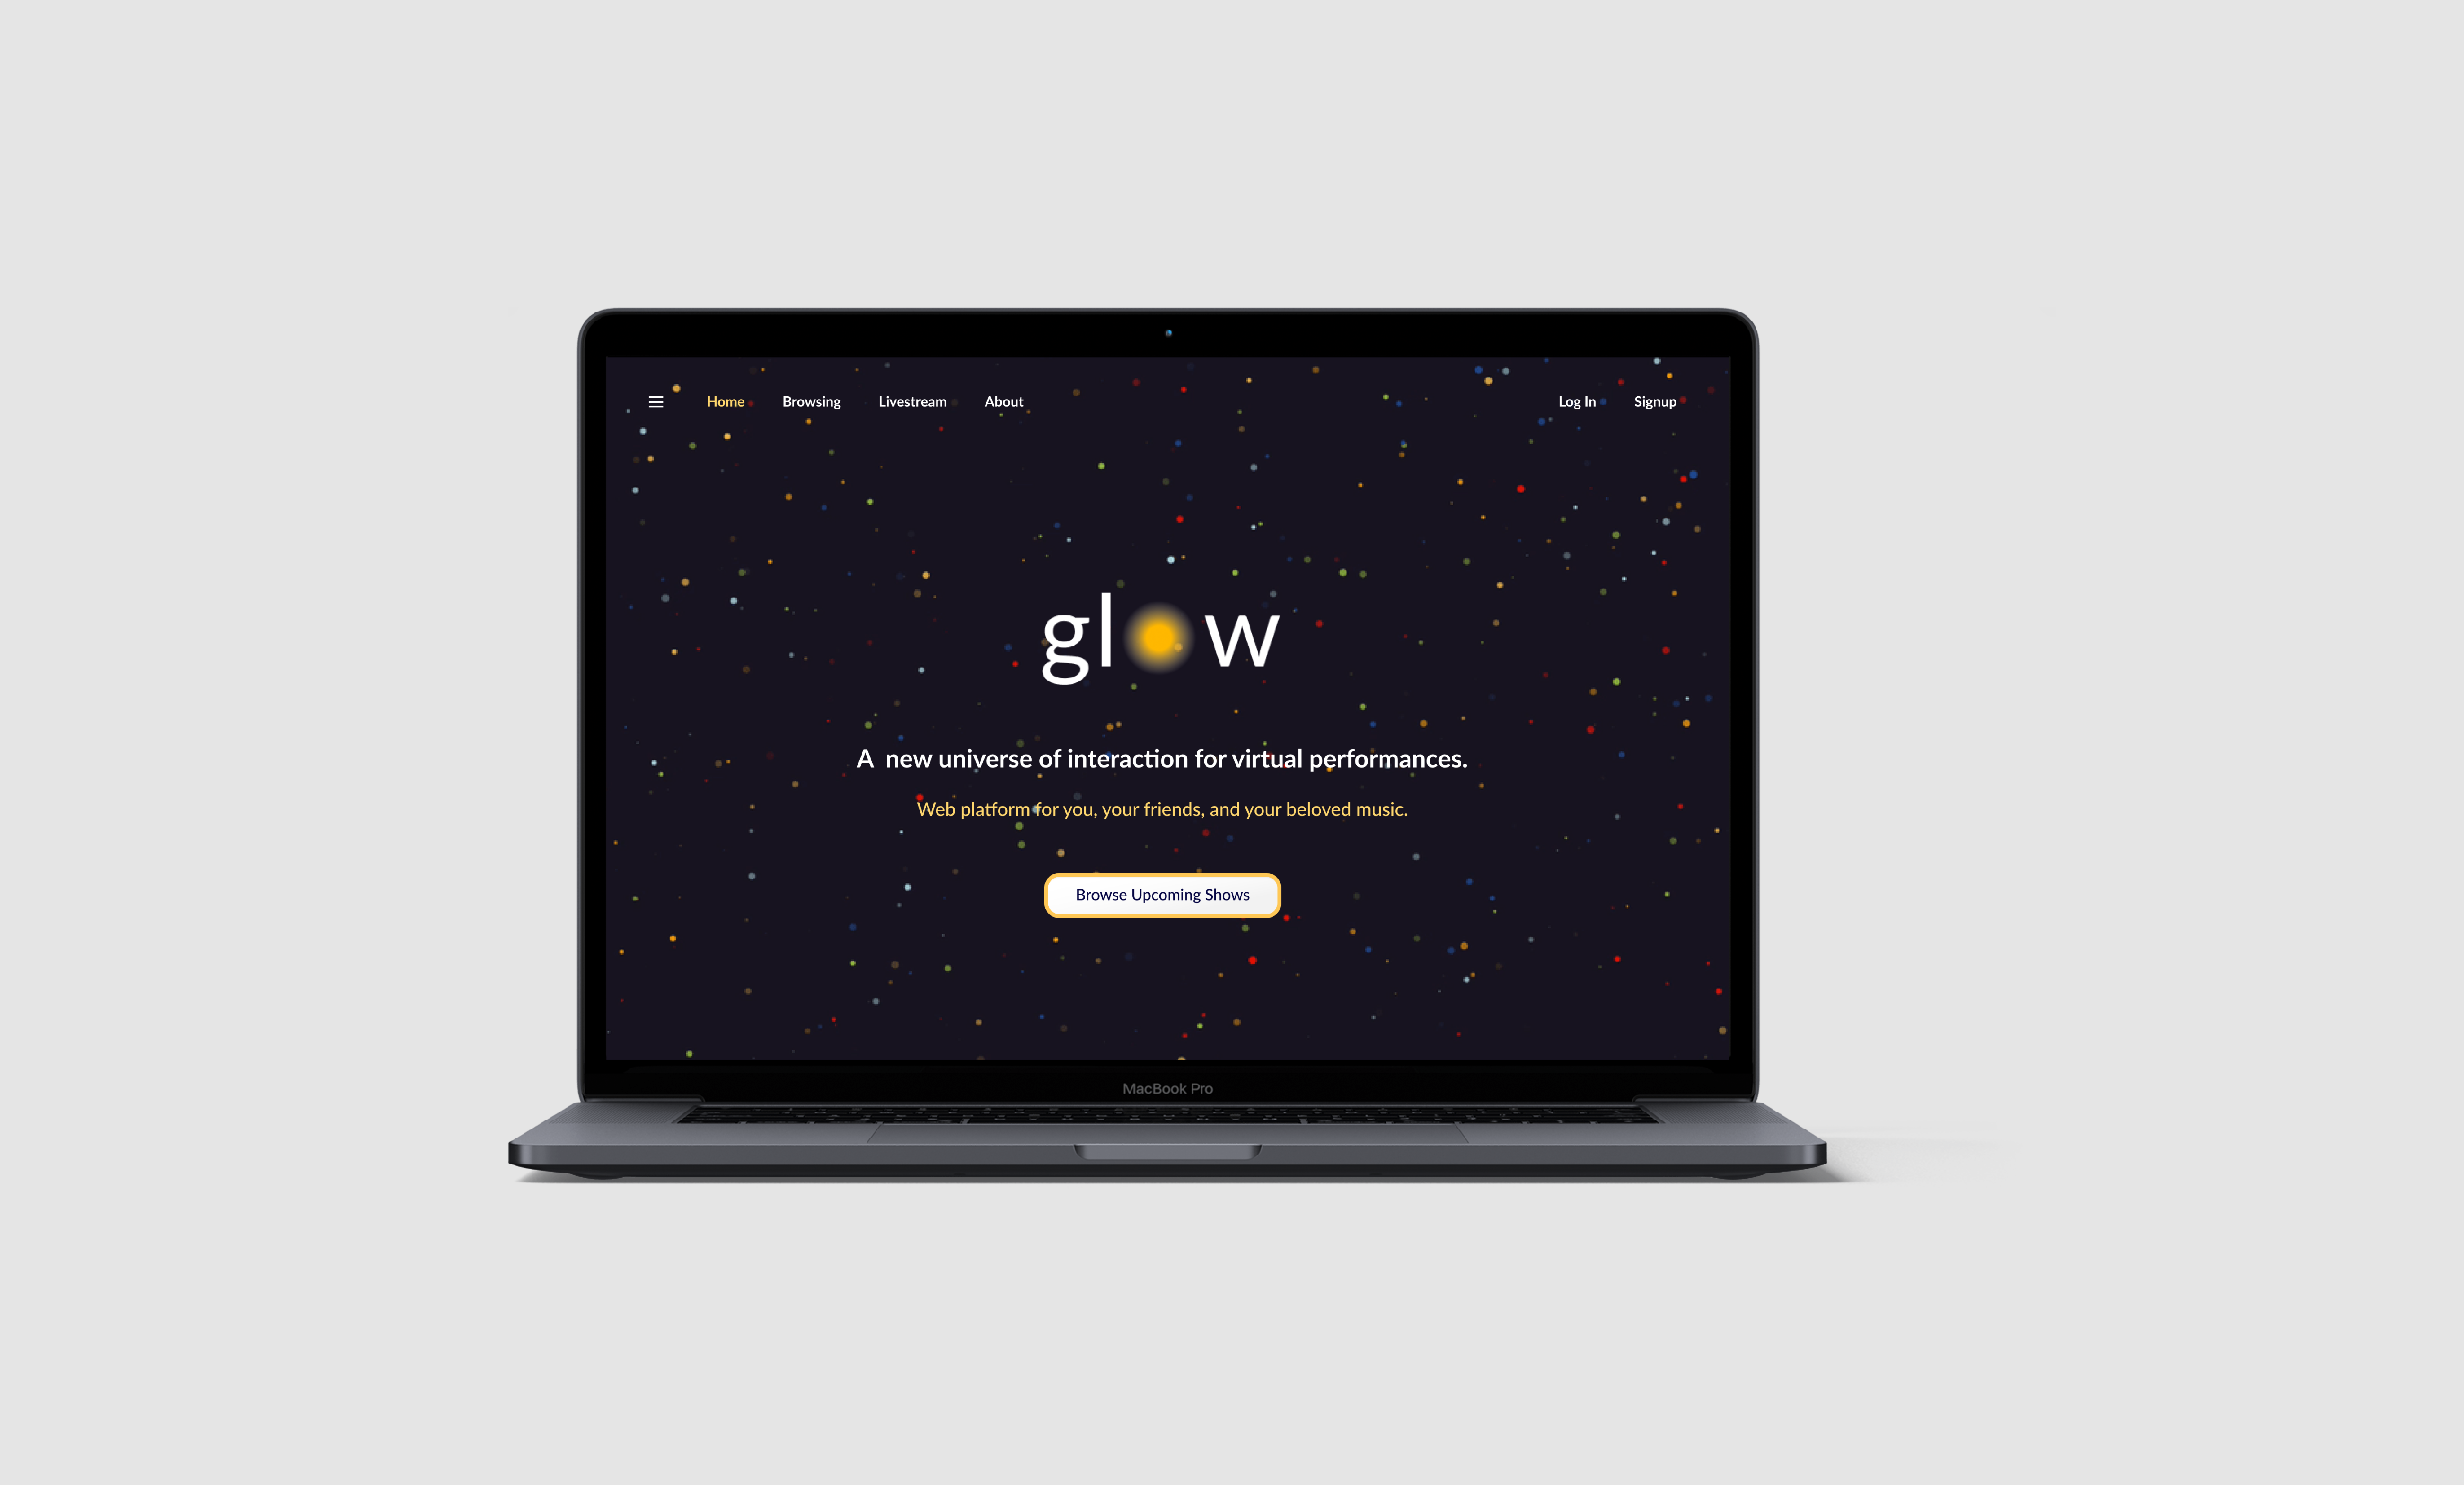 Home Browsing Livestream About Log In Signup
glow
A  new universe of interaction for virtual performances.
Web platform for you, your friends, and your beloved music.
Browse Upcoming Shows
MacBook Pro